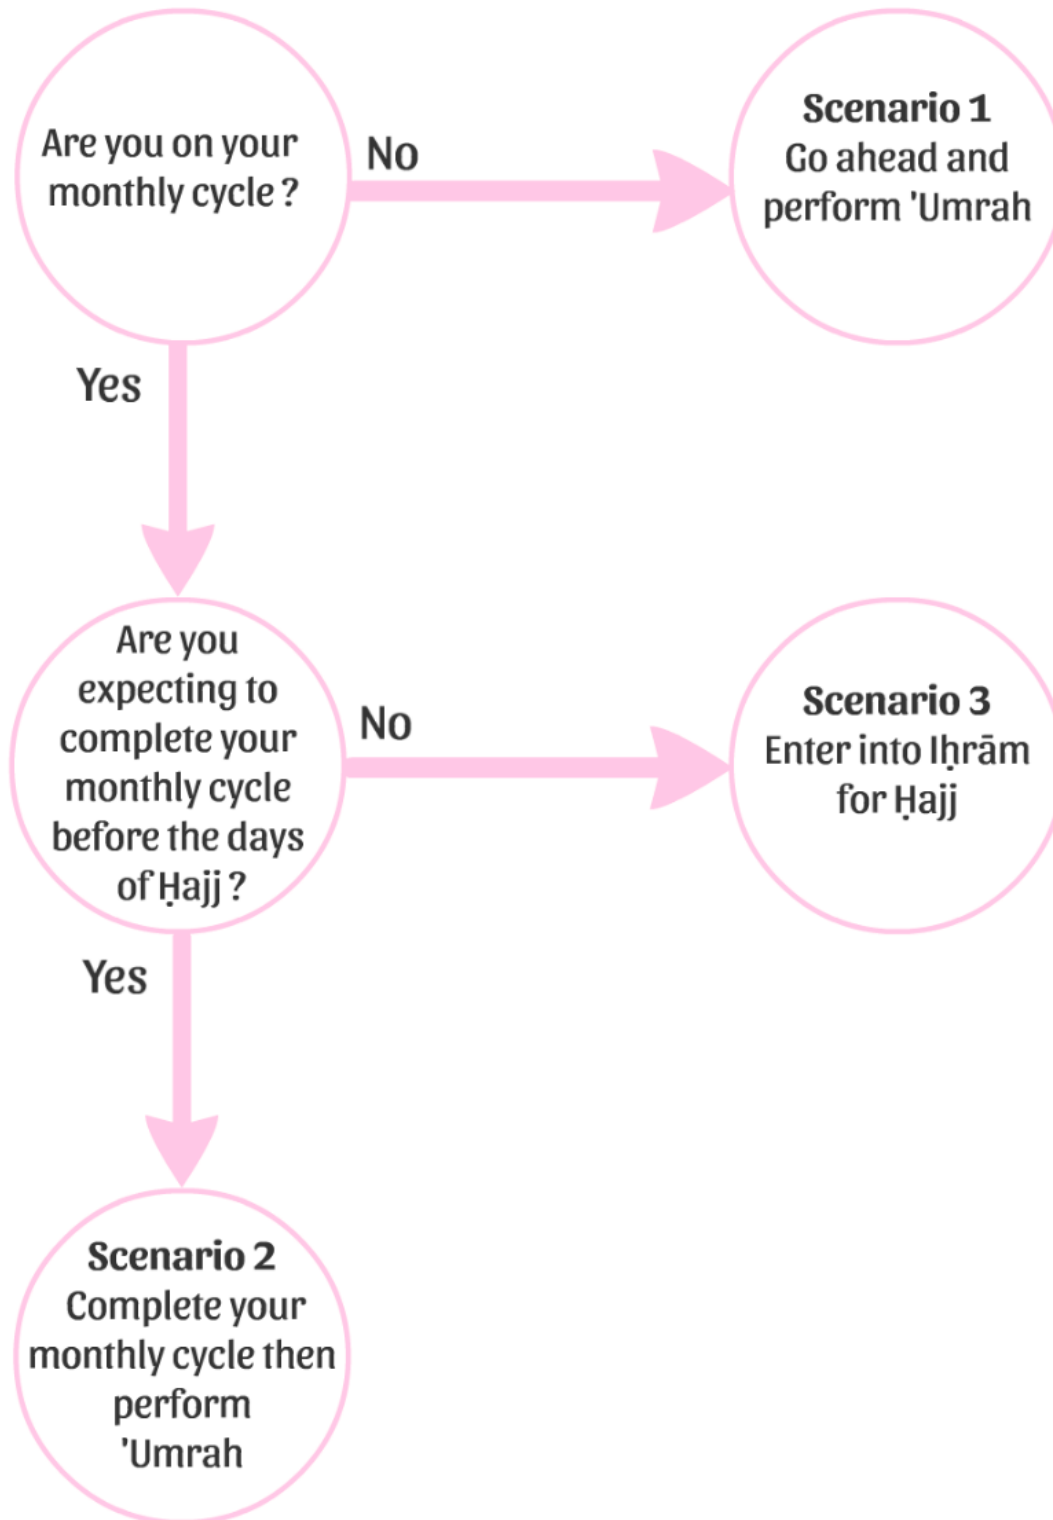 Are you on your
monthly cycle ?
No
Scenario 1
Go ahead and
perform 'Umrah
Yes
Are you
expecting to
complete your
monthly cycle
before the days
of Ḥajj ?
No
Scenario 3
Enter into Iḥrām
for Ḥajj
Yes
Scenario 2
Complete your
monthly cycle then
perform
'Umrah